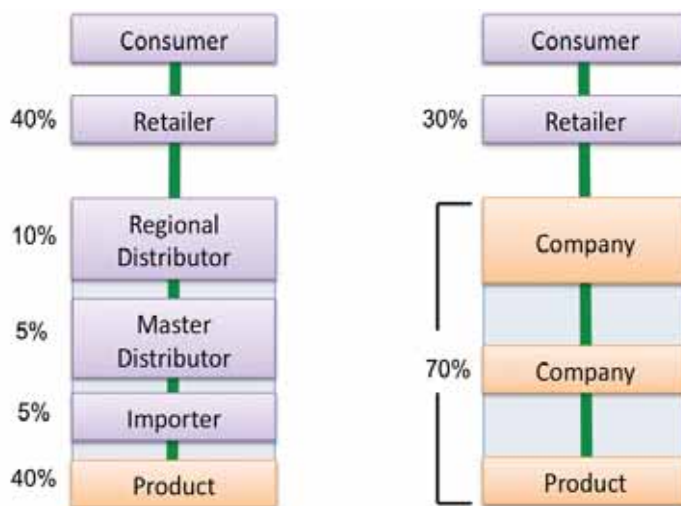 Consumer
40%
Retailer
10%
Regional
Distributor
5%
Master
Distributor
5%
Importer
40%
Product
Consumer
30%
Retailer
Company
70%
Company
Product